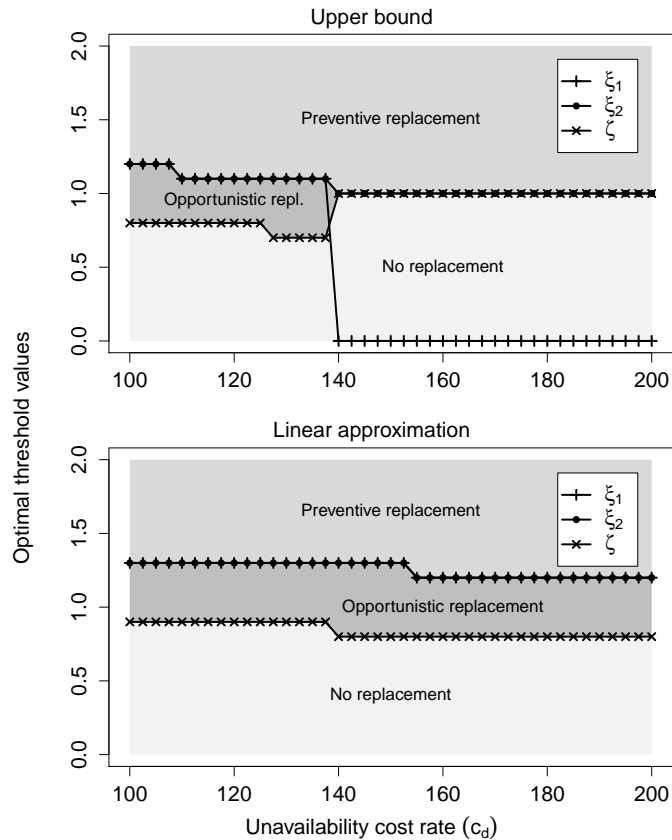 Upper bound
2.0
1.5
1.0
0.5
0.0
ξ1
ξ2
ζ
Preventive replacement
Opportunistic repl.
No replacement
100 120 140 160 180 200
Optimal threshold values
Linear approximation
2.0
1.5
1.0
0.5
0.0
ξ1
ξ2
ζ
Preventive replacement
Opportunistic replacement
No replacement
100 120 140 160 180 200
Unavailability cost rate (cd)